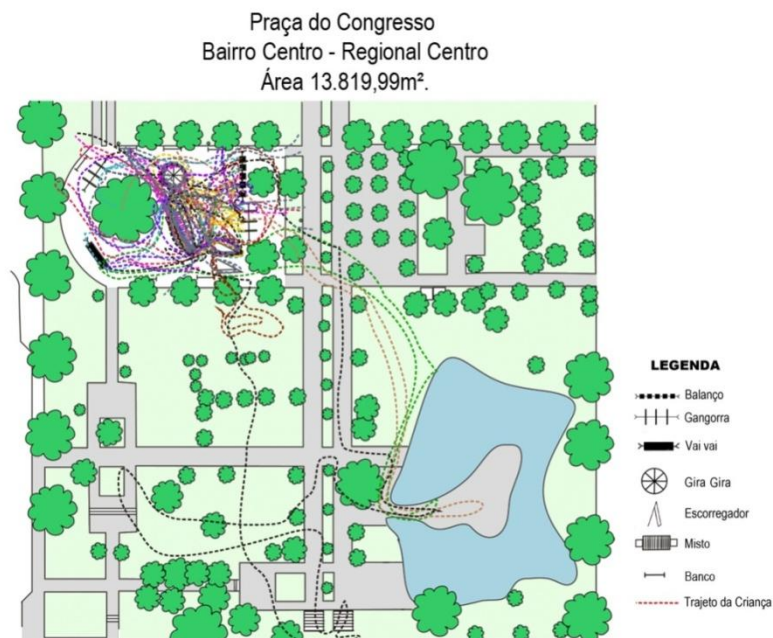 Praça do Congresso
Bairro Centro - Regional Centro
Área 13.819,99m².
LEGENDA
Balanço
Gangorra
Vai vai
Gira Gira
Escorregador
Misto
Banco
Trajeto da Criança